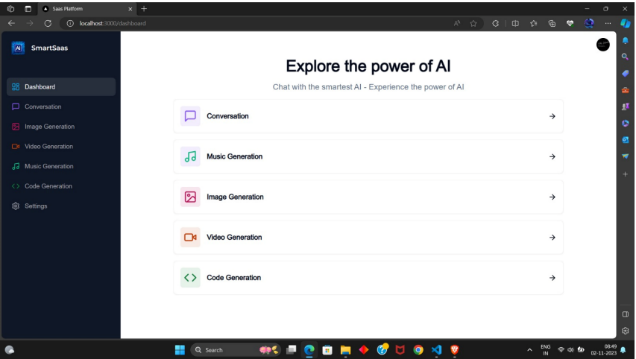 Saas Platform
localhost:3000/dashboard
SmartSaas
Dashboard
Conversation
Image Generation
Video Generation
Music Generation
Code Generation
Settings
Explore the power of AI
Chat with the smartest AI - Experience the power of AI
Conversation
Music Generation
Image Generation
Video Generation
Code Generation
Search
ENG
IN
09:49
02-11-2023